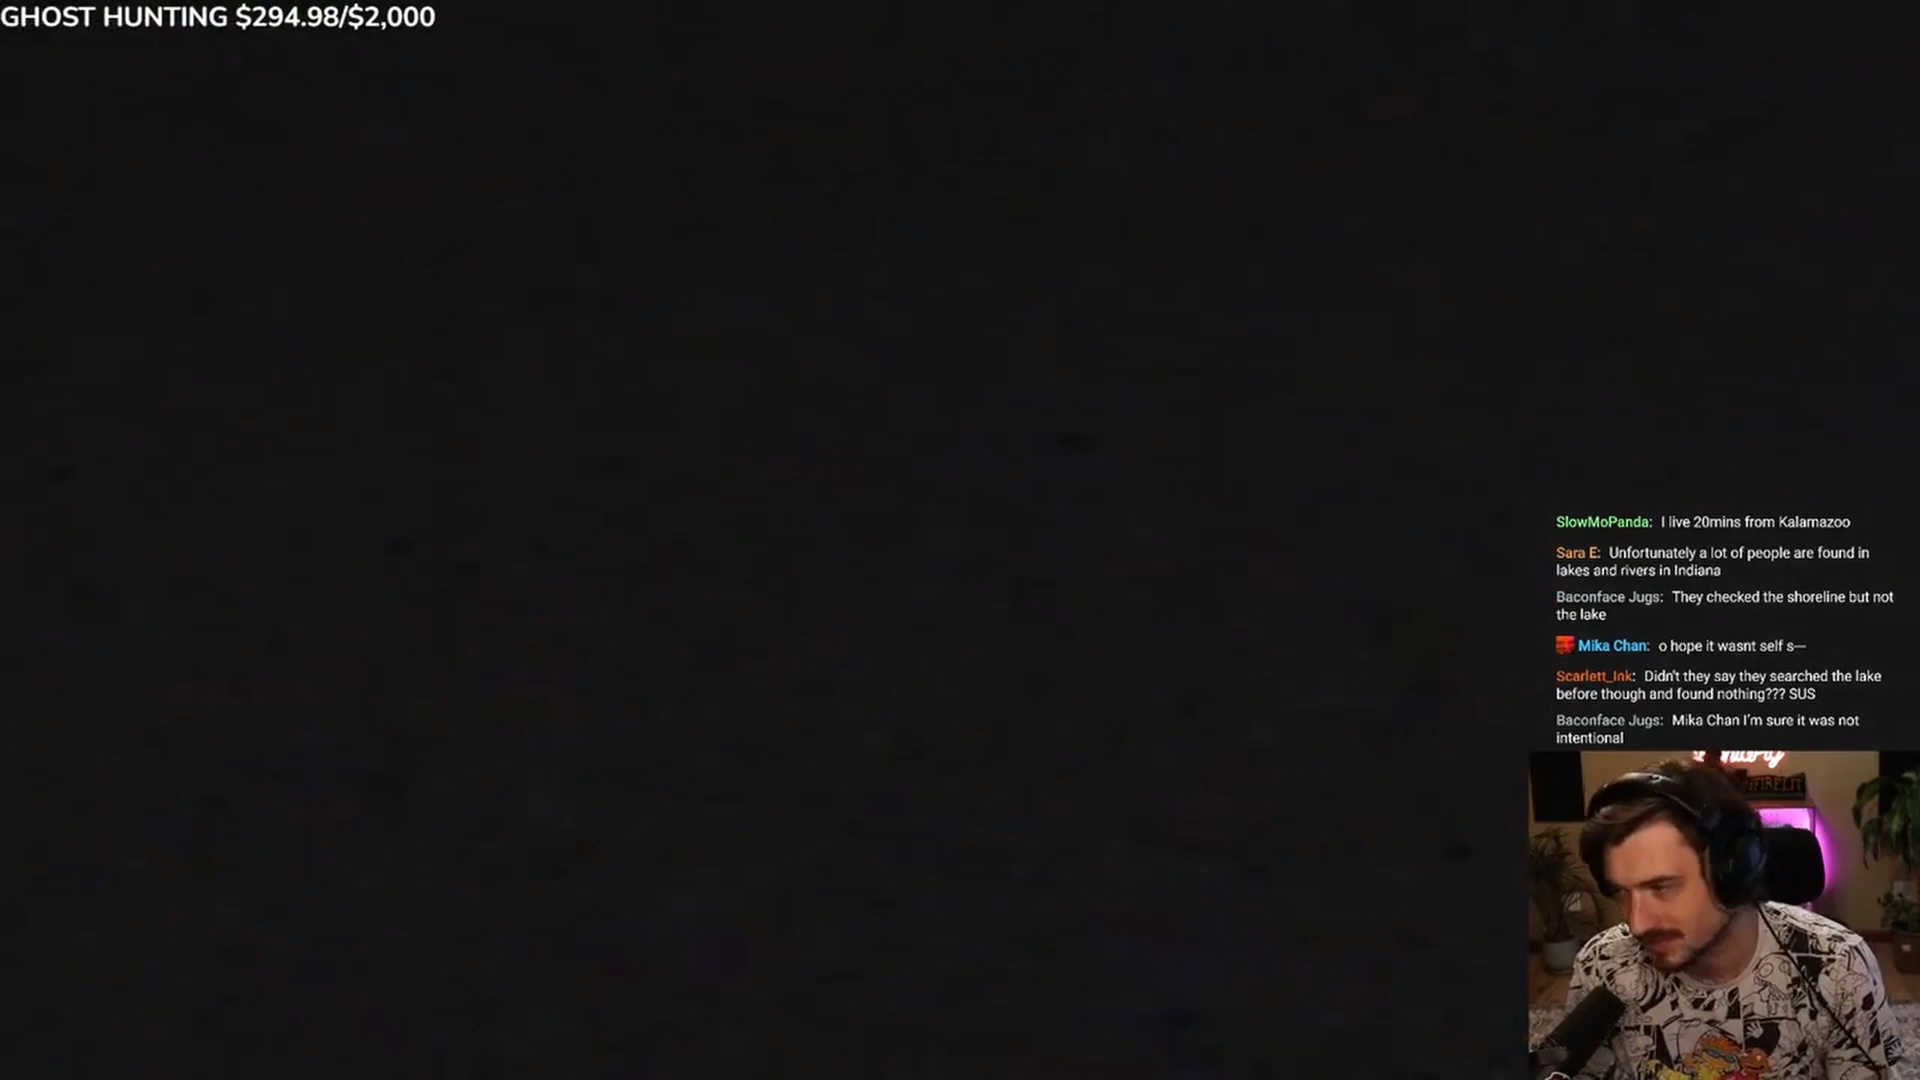 GHOST HUNTING $294.98/$2,000
SlowMoPanda: I live 20mins from Kalamazoo
Sara E: Unfortunately a lot of people are found in
lakes and rivers in Indiana
Baconface Jugs: They checked the shoreline but not
the lake
Mika Chan: o hope it wasnt self s—
Scarlett_Ink: Didn't they say they searched the lake
before though and found nothing??? SUS
Baconface Jugs: Mika Chan I'm sure it was not
intentional